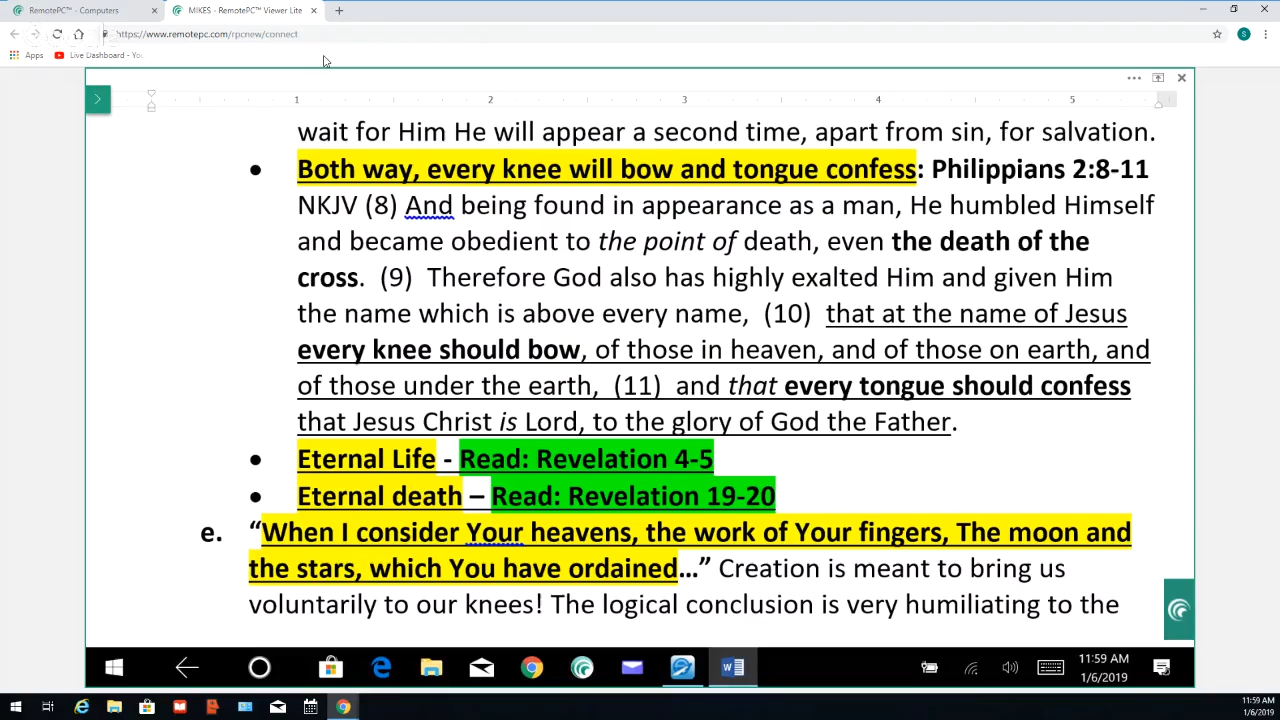 RemotePC™ - Computers
MIKES - RemotePC™ Viewer Lite
https://www.remotepc.com/rpcnew/connect
S
Apps
Live Dashboard - Yo
1 2 3 4 5
wait for Him He will appear a second time, apart from sin, for salvation.
• Both way, every knee will bow and tongue confess: Philippians 2:8-11
NKJV (8) And being found in appearance as a man, He humbled Himself
and became obedient to the point of death, even the death of the
cross. (9) Therefore God also has highly exalted Him and given Him
the name which is above every name, (10) that at the name of Jesus
every knee should bow, of those in heaven, and of those on earth, and
of those under the earth, (11) and that every tongue should confess
that Jesus Christ is Lord, to the glory of God the Father.
• Eternal Life - Read: Revelation 4-5
• Eternal death – Read: Revelation 19-20
e. “When I consider Your heavens, the work of Your fingers, The moon and
the stars, which You have ordained…” Creation is meant to bring us
voluntarily to our knees! The logical conclusion is very humiliating to the
11:59 AM
1/6/2019
11:59 AM
1/6/2019